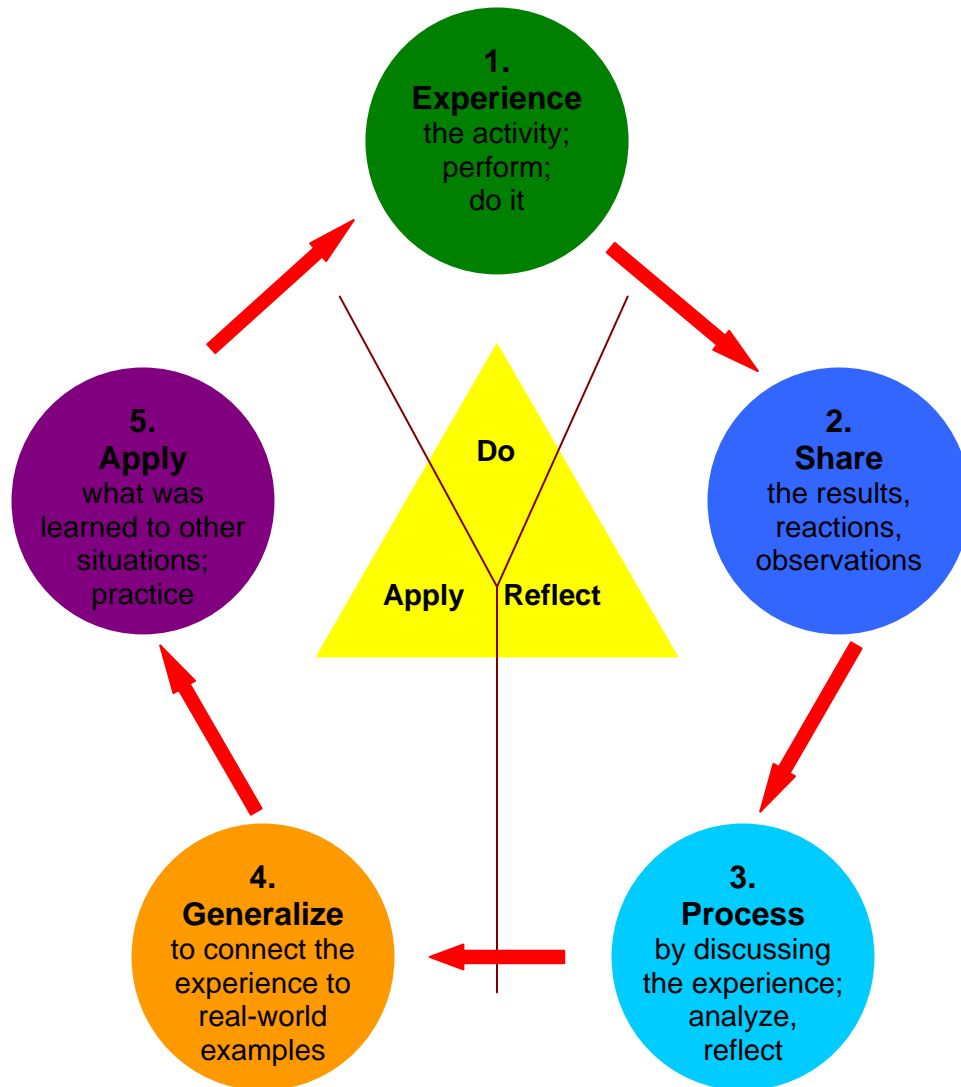 1.
Experience
the activity;
perform;
do it
2.
Share
the results,
reactions,
observations
3.
Process
by discussing
the experience;
analyze,
reflect
4.
Generalize
to connect the
experience to
real-world
examples
5.
Apply
what was
learned to other
situations;
practice
Do
Apply
Reflect